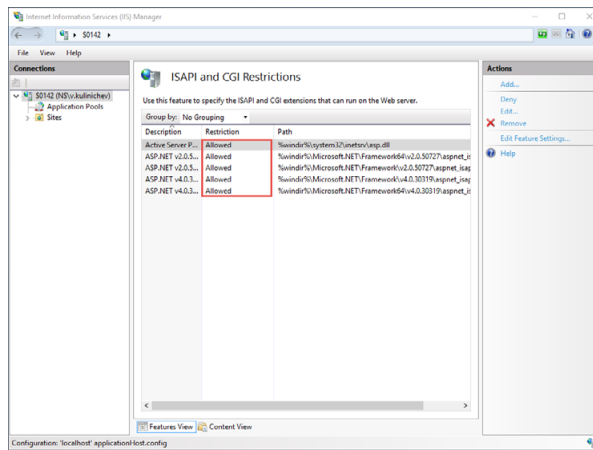 Internet Information Services (IIS) Manager
S0142
File View Help
Connections
S0142 (NS\v.kulinichev)
Application Pools
Sites
ISAPI and CGI Restrictions
Use this feature to specify the ISAPI and CGI extensions that can run on the Web server.
Group by: No Grouping
Description Restriction Path
Active Server P... Allowed %windir%\system32\inetsrv\asp.dll
ASP.NET v2.0.5... Allowed %windir%\Microsoft.NET\Framework64\v2.0.50727\aspnet_is
ASP.NET v2.0.5... Allowed %windir%\Microsoft.NET\Framework\v2.0.50727\aspnet_isap
ASP.NET v4.0.3... Allowed %windir%\Microsoft.NET\Framework\v4.0.30319\aspnet_isap
ASP.NET v4.0.3... Allowed %windir%\Microsoft.NET\Framework64\v4.0.30319\aspnet_is
Features View Content View
Actions
Add...
Deny
Edit...
Remove
Edit Feature Settings...
Help
Configuration: 'localhost' applicationHost.config